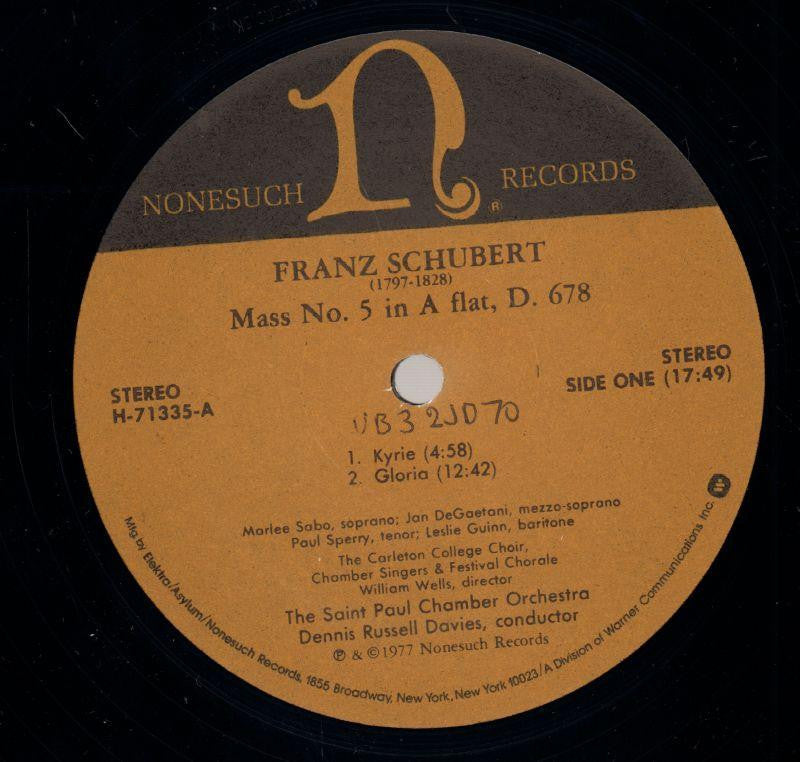 NONESUCH n® RECORDS
FRANZ SCHUBERT
(1797-1828)
Mass No. 5 in A flat, D. 678
STEREO
H-71335-A
STEREO
SIDE ONE (17:49)
UB3 2JD70
1. Kyrie (4:58)
2. Gloria (12:42)
Marlee Sabo, soprano; Jan DeGaetani, mezzo-soprano
Paul Sperry, tenor; Leslie Guinn, baritone
The Carleton College Choir,
Chamber Singers & Festival Chorale
William Wells, director
The Saint Paul Chamber Orchestra
Dennis Russell Davies, conductor
℗ & ©1977 Nonesuch Records
Mfg. by Elektra/Asylum/Nonesuch Records, 1855 Broadway, New York, New York 10023/A Division of Warner Communications Inc.